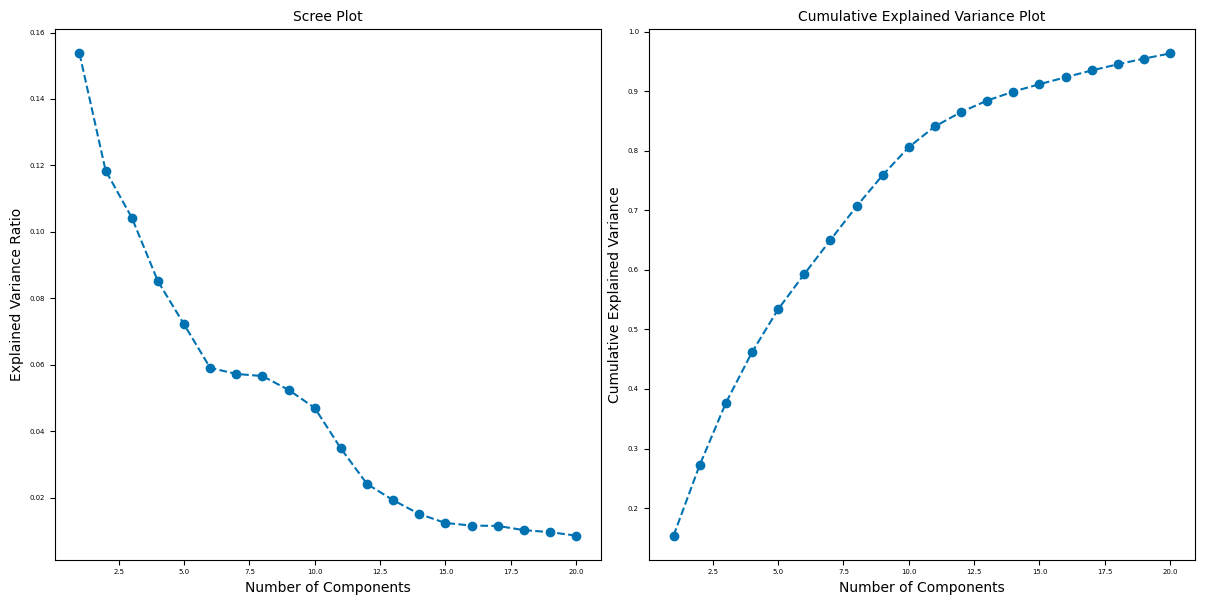 Scree Plot
Explained Variance Ratio
0.16
0.14
0.12
0.10
0.08
0.06
0.04
0.02
2.5 5.0 7.5 10.0 12.5 15.0 17.5 20.0
Number of Components
Cumulative Explained Variance Plot
Cumulative Explained Variance
1.0
0.9
0.8
0.7
0.6
0.5
0.4
0.3
0.2
2.5 5.0 7.5 10.0 12.5 15.0 17.5 20.0
Number of Components